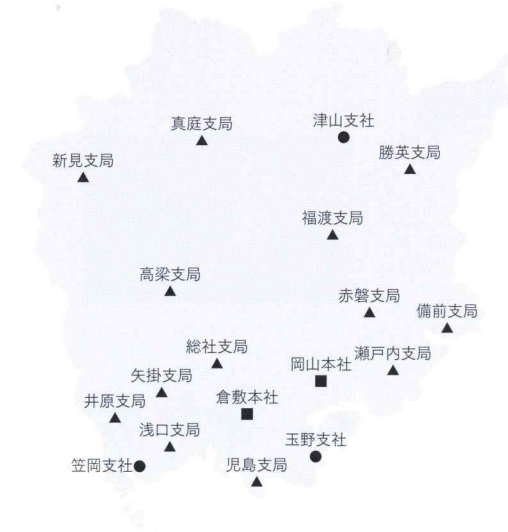 真庭支局
津山支社
勝英支局
新見支局
福渡支局
高梁支局
赤磐支局
備前支局
総社支局
瀬戸内支局
岡山本社
矢掛支局
倉敷本社
井原支局
浅口支局
玉野支社
笠岡支社
児島支局